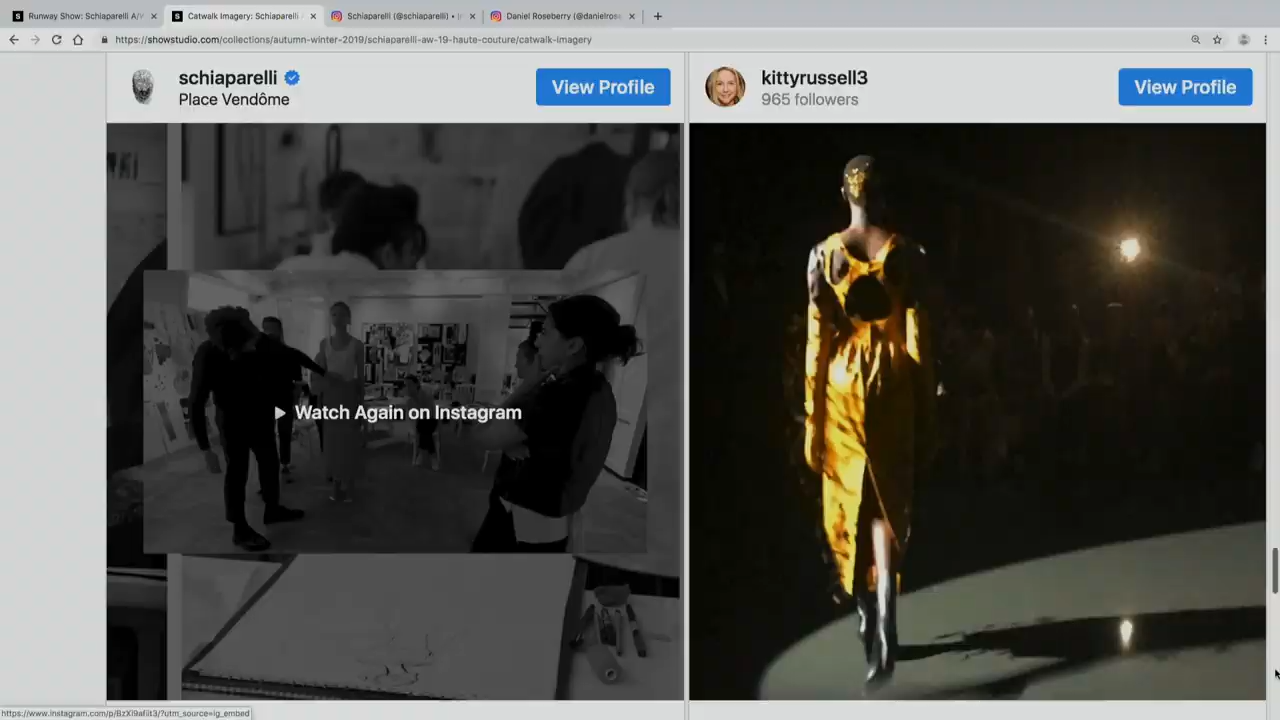 Runway Show: Schiaparelli A/W
Catwalk Imagery: Schiaparelli
Schiaparelli (@schiaparelli) •
Daniel Roseberry (@danielrose
https://showstudio.com/collections/autumn-winter-2019/schiaparelli-aw-19-haute-couture/catwalk-imagery
schiaparelli
Place Vendôme
View Profile
kittyrussell3
965 followers
View Profile
Watch Again on Instagram
https://www.instagram.com/p/BzXi9afiit3/?utm_source=ig_embed